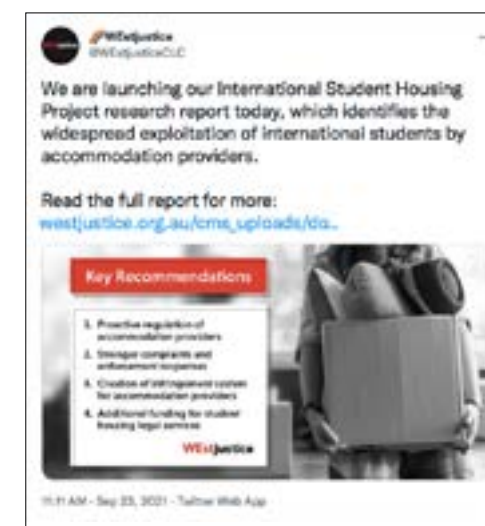 WEstjustice
@WEstjusticeCLC
We are launching our International Student Housing
Project research report today, which identifies the
widespread exploitation of international students by
accommodation providers.
Read the full report for more:
westjustice.org.au/cms_uploads/do...
Key Recommendations
1. Proactive regulation of
accommodation providers
2. Stronger complaints and
enforcement responses
3. Creation of infringement system
for accommodation providers
4. Additional funding for student
housing legal services
WEstjustice
11:11 AM - Sep 23, 2021 - Twitter Web App